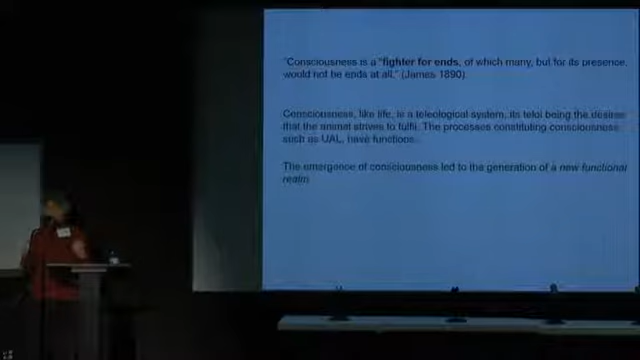 "Consciousness is a "fighter for ends, of which many, but for its presence,
would not be ends at all." (James 1890).
Consciousness, like life, is a teleological system, its teloi being the desires
that the animal strives to fulfil. The processes constituting consciousness
such as UAL, have functions.
The emergence of consciousness led to the generation of a new functional
realm